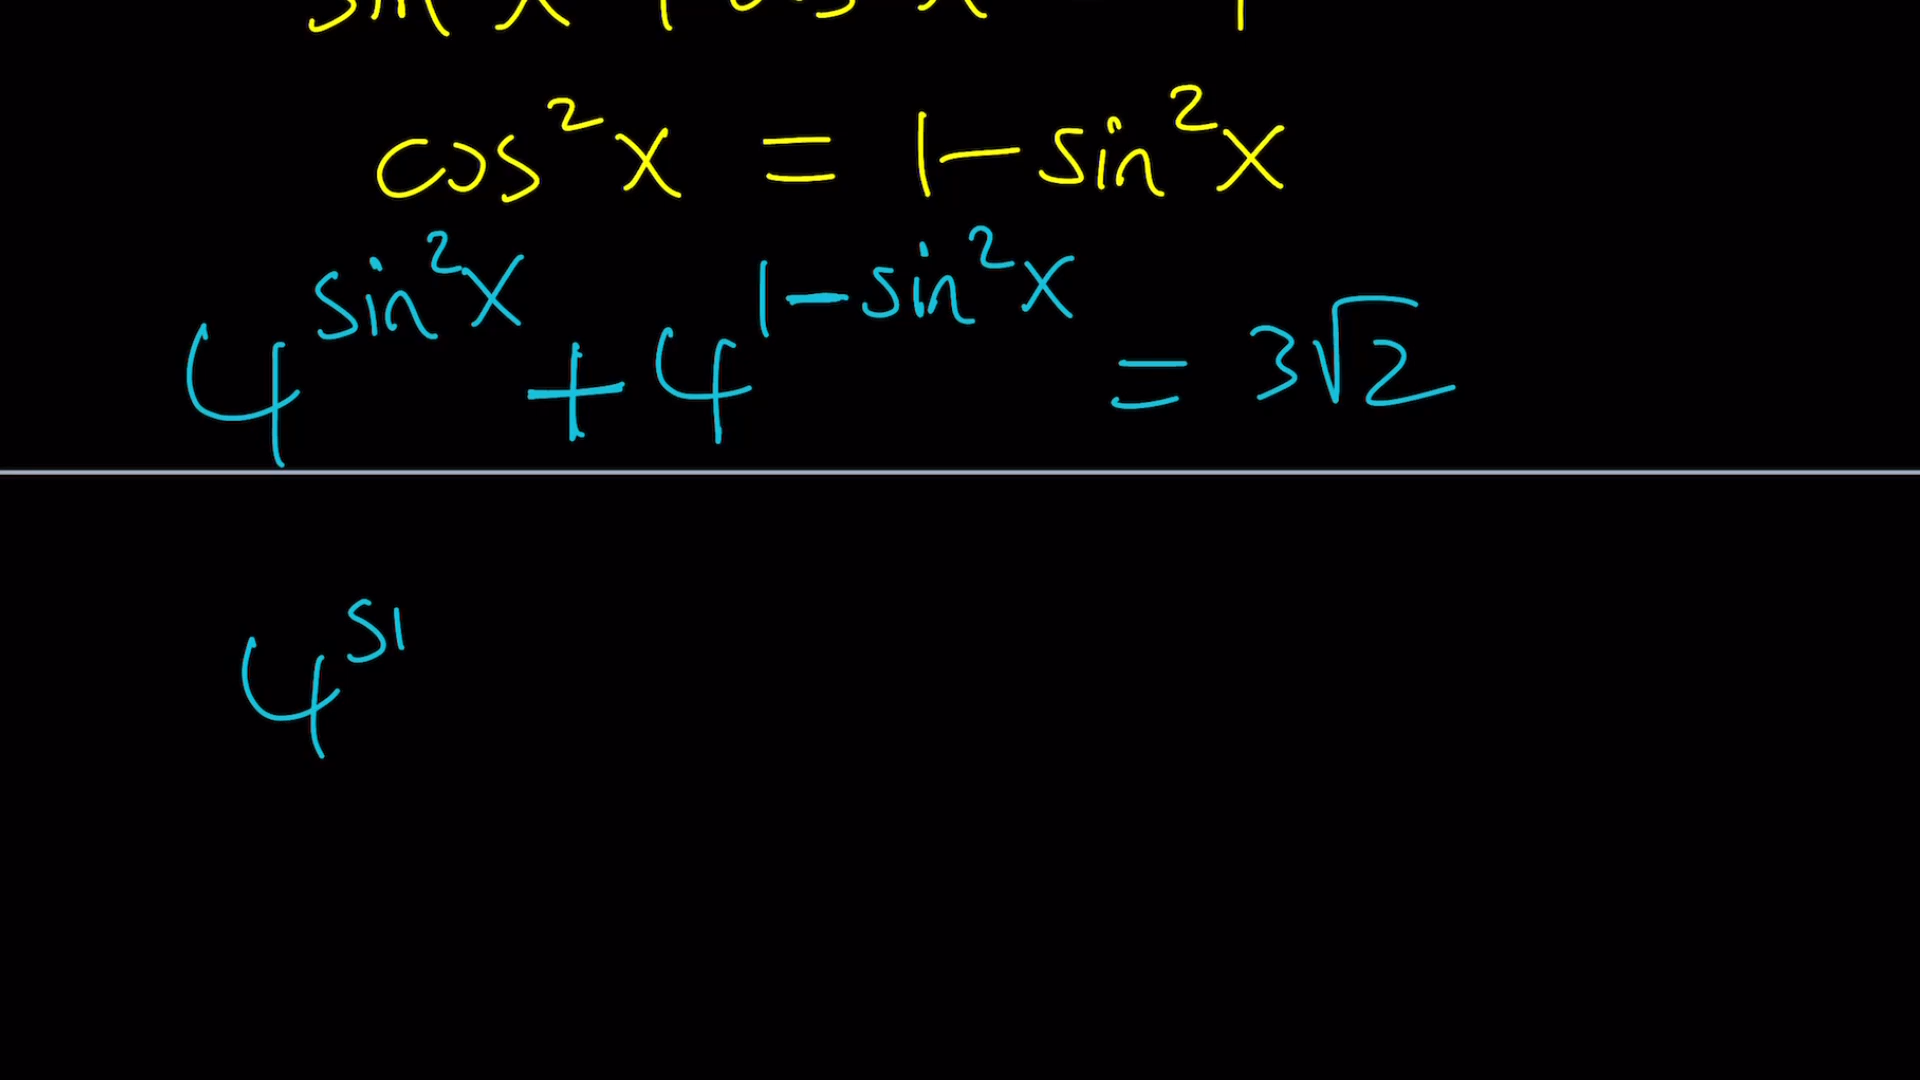 cos²x = 1-sin²x
4^sin²x + 4^1-sin²x = 3√2
4^si